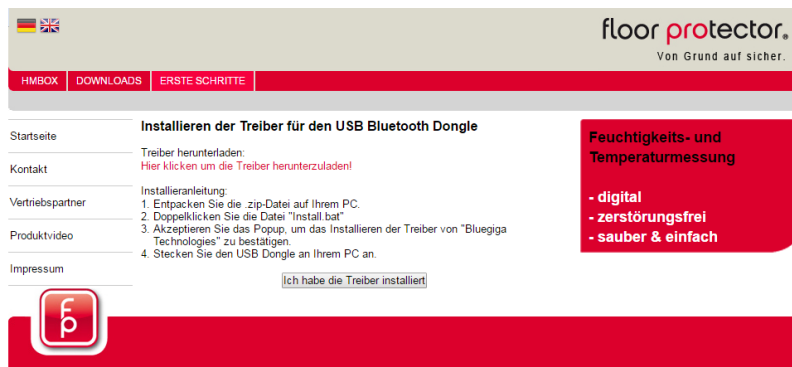 floor protector®
Von Grund auf sicher.
HMBOX
DOWNLOADS
ERSTE SCHRITTE
Startseite
Kontakt
Vertriebspartner
Produktvideo
Impressum
Installieren der Treiber für den USB Bluetooth Dongle
Treiber herunterladen:
Hier klicken um die Treiber herunterzuladen!
Installieranleitung:
1. Entpacken Sie die .zip-Datei auf Ihrem PC.
2. Doppelklicken Sie die Datei "Install.bat"
3. Akzeptieren Sie das Popup, um das Installieren der Treiber von "Bluegiga
Technologies" zu bestätigen.
4. Stecken Sie den USB Dongle an Ihrem PC an.
Ich habe die Treiber installiert
Feuchtigkeits- und
Temperaturmessung
- digital
- zerstörungsfrei
- sauber & einfach
fp